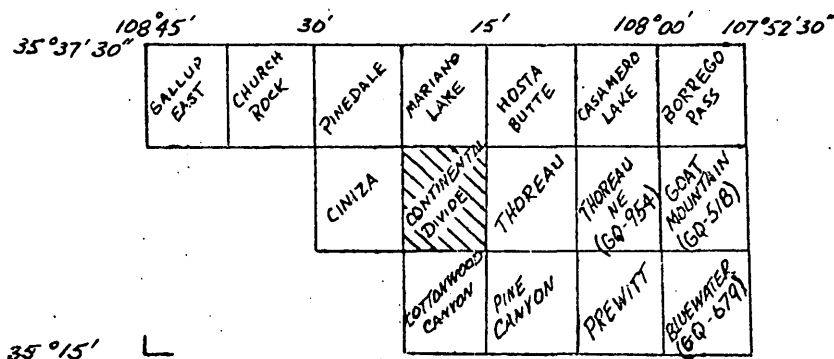 108°45' 30' 15' 108°00' 107°52'30"
35°37'30"
GALLUP
EAST
CHURCH
ROCK
PINEDALE
MARIANO
LAKE
HOSTA
BUTTE
CASAMERO
LAKE
BORREGO
PASS
CINIZA
CONTINENTAL
DIVIDE
THOREAU
THOREAU
NE
(GQ-954)
GOAT
MOUNTAIN
(GQ-518)
COTTONWOOD
CANYON
PINE
CANYON
PREWITT
BLUEWATER
(GQ-679)
35°15'